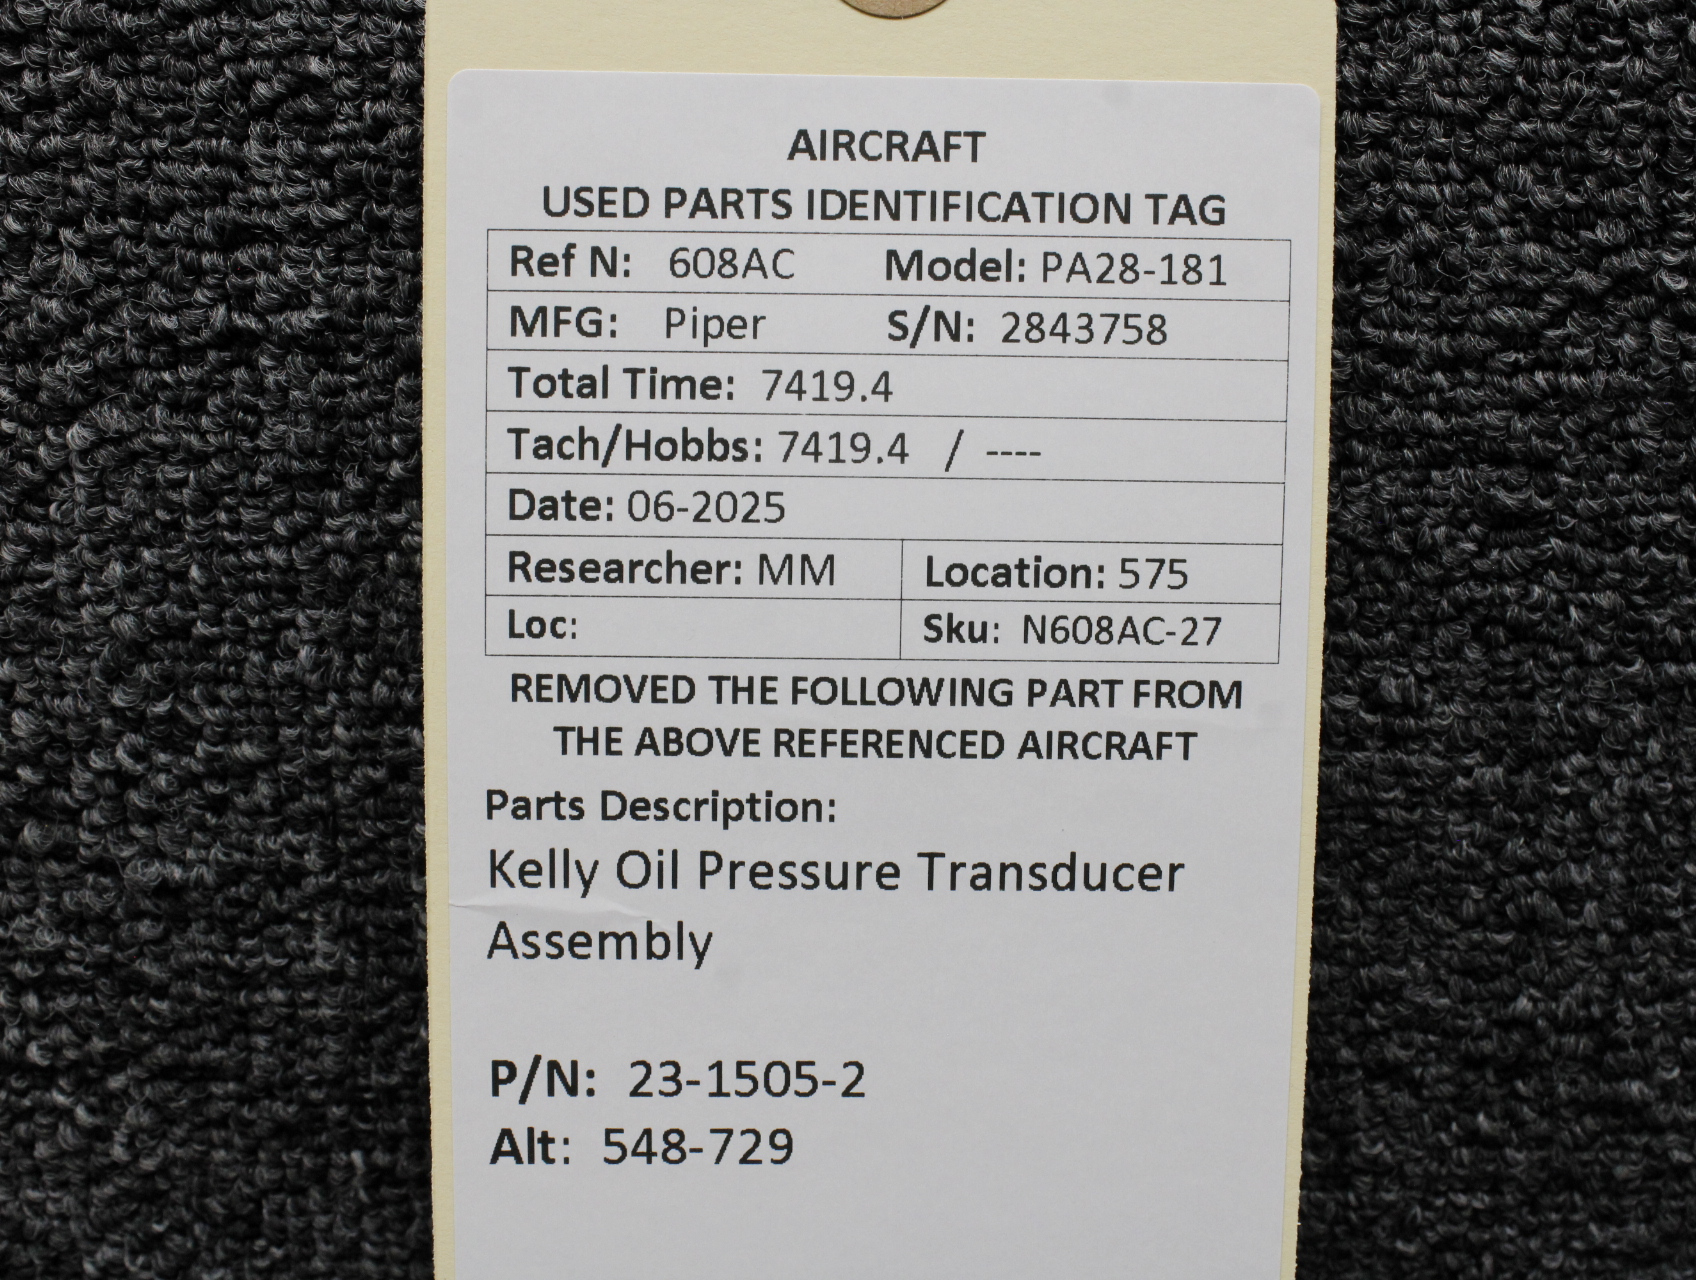 AIRCRAFT
USED PARTS IDENTIFICATION TAG
Ref N: 608AC Model: PA28-181
MFG: Piper S/N: 2843758
Total Time: 7419.4
Tach/Hobbs: 7419.4 / ----
Date: 06-2025
Researcher: MM Location: 575
Loc: Sku: N608AC-27
REMOVED THE FOLLOWING PART FROM
THE ABOVE REFERENCED AIRCRAFT
Parts Description:
Kelly Oil Pressure Transducer
Assembly
P/N: 23-1505-2
Alt: 548-729